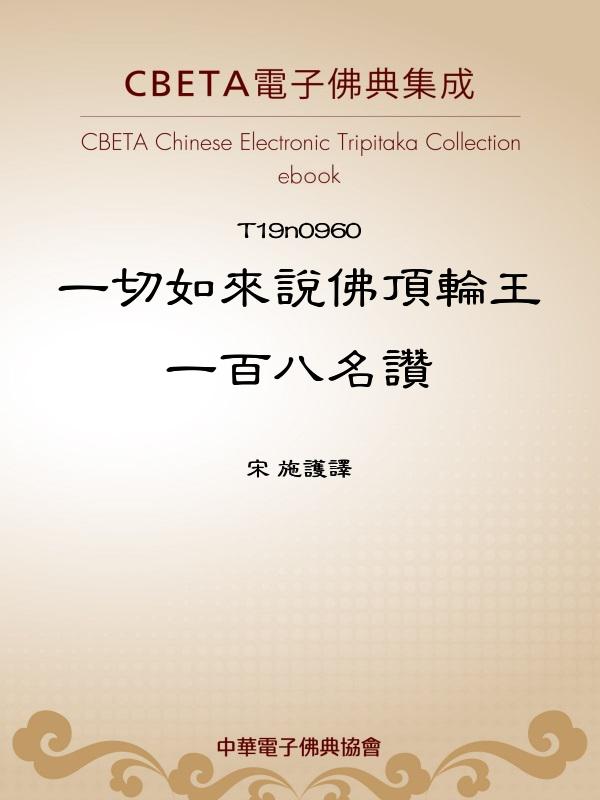 CBETA電子佛典集成
CBETA Chinese Electronic Tripitaka Collection
ebook
T19n0960
一切如來說佛頂輪王
一百八名讚
宋 施護譯
中華電子佛典協會